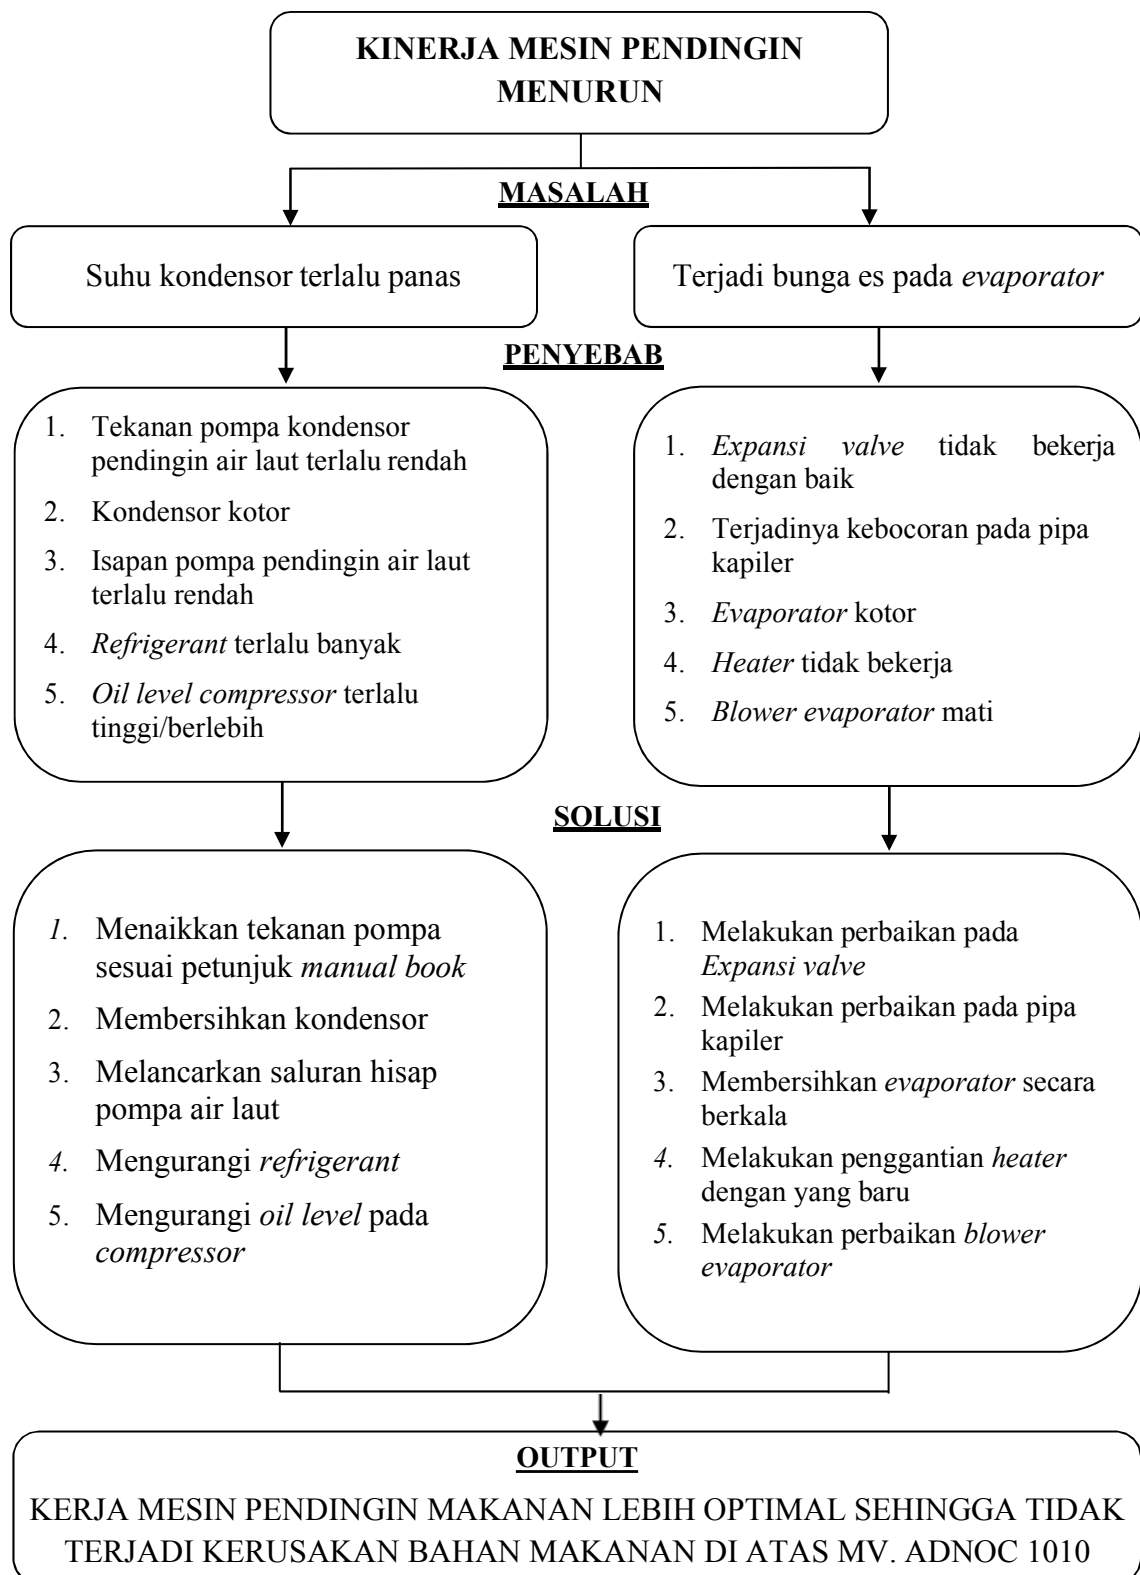 KINERJA MESIN PENDINGIN
MENURUN
MASALAH
Suhu kondensor terlalu panas
Terjadi bunga es pada evaporator
PENYEBAB
1. Tekanan pompa kondensor
pendingin air laut terlalu rendah
2. Kondensor kotor
3. Isapan pompa pendingin air laut
terlalu rendah
4. Refrigerant terlalu banyak
5. Oil level compressor terlalu
tinggi/berlebih
1. Expansi valve tidak bekerja
dengan baik
2. Terjadinya kebocoran pada pipa
kapiler
3. Evaporator kotor
4. Heater tidak bekerja
5. Blower evaporator mati
SOLUSI
1. Menaikkan tekanan pompa
sesuai petunjuk manual book
2. Membersihkan kondensor
3. Melancarkan saluran hisap
pompa air laut
4. Mengurangi refrigerant
5. Mengurangi oil level pada
compressor
1. Melakukan perbaikan pada
Expansi valve
2. Melakukan perbaikan pada pipa
kapiler
3. Membersihkan evaporator secara
berkala
4. Melakukan penggantian heater
dengan yang baru
5. Melakukan perbaikan blower
evaporator
OUTPUT
KERJA MESIN PENDINGIN MAKANAN LEBIH OPTIMAL SEHINGGA TIDAK
TERJADI KERUSAKAN BAHAN MAKANAN DI ATAS MV. ADNOC 1010